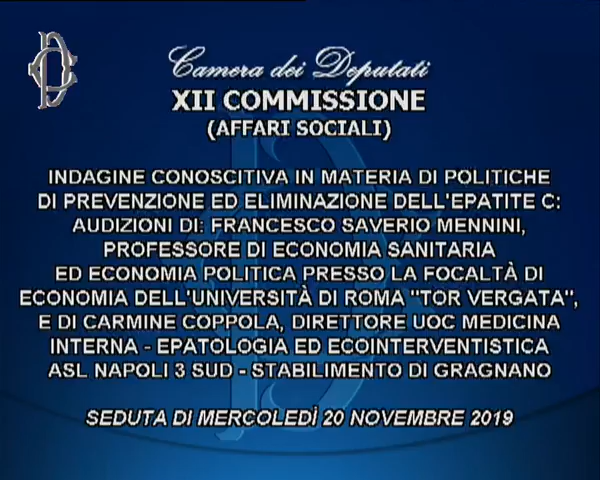 Camera dei Deputati
XII COMMISSIONE
(AFFARI SOCIALI)
INDAGINE CONOSCITIVA IN MATERIA DI POLITICHE
DI PREVENZIONE ED ELIMINAZIONE DELL'EPATITE C:
AUDIZIONI DI: FRANCESCO SAVERIO MENNINI,
PROFESSORE DI ECONOMIA SANITARIA
ED ECONOMIA POLITICA PRESSO LA FOCALTÀ DI
ECONOMIA DELL'UNIVERSITÀ DI ROMA "TOR VERGATA",
E DI CARMINE COPPOLA, DIRETTORE UOC MEDICINA
INTERNA - EPATOLOGIA ED ECOINTERVENTISTICA
ASL NAPOLI 3 SUD - STABILIMENTO DI GRAGNANO
SEDUTA DI MERCOLEDÌ 20 NOVEMBRE 2019